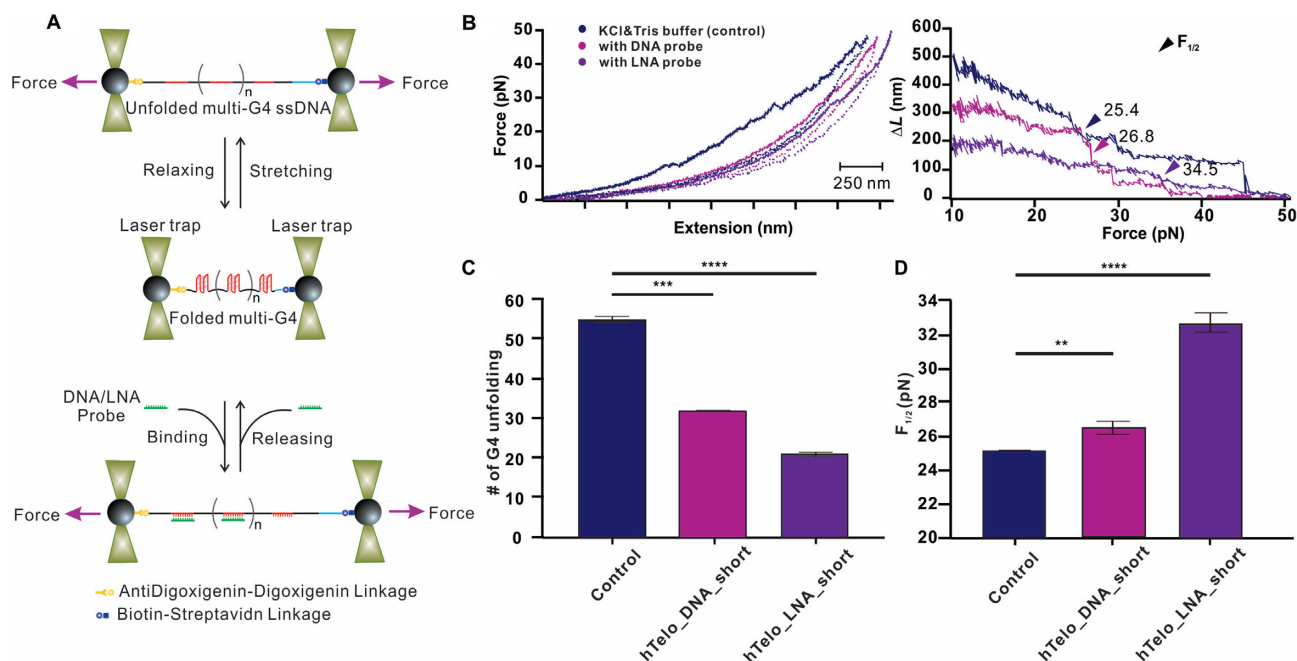 A
Force
Force
Unfolded multi-G4 ssDNA
n
Relaxing
Stretching
Laser trap
Laser trap
n
Folded multi-G4
DNA/LNA
Probe
Binding
Releasing
Force
Force
n
AntiDigoxigenin-Digoxigenin Linkage
Biotin-Streptavidn Linkage
B
KCl&Tris buffer (control)
with DNA probe
with LNA probe
50
40
30
20
10
0
Force (pN)
250 nm
Extension (nm)
600
500
400
300
200
100
0
ΔL (nm)
F1/2
25.4
26.8
34.5
10
20
30
40
50
Force (pN)
C
****
***
60
50
40
30
20
10
0
# of G4 unfolding
Control
hTelo_DNA_short
hTelo_LNA_short
D
****
**
34
32
30
28
26
24
22
20
F1/2 (pN)
Control
hTelo_DNA_short
hTelo_LNA_short